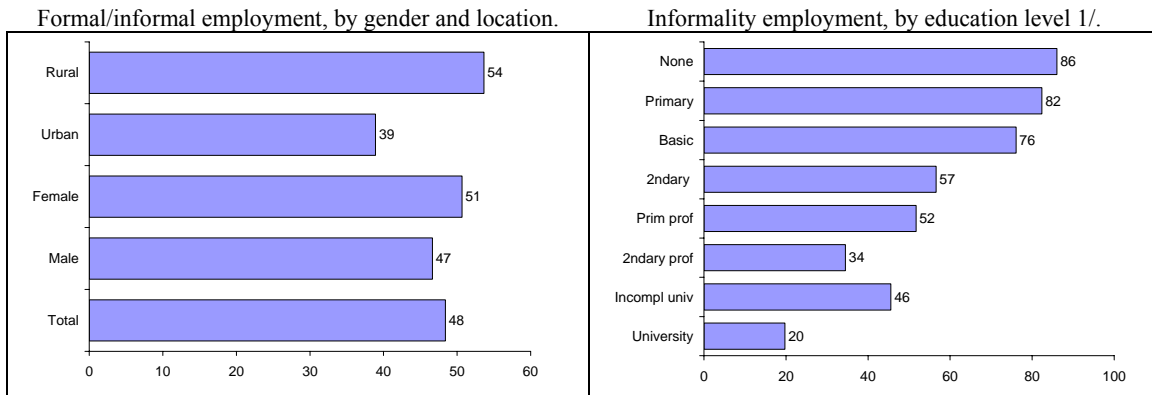 Formal/informal employment, by gender and location.
Rural 54
Urban 39
Female 51
Male 47
Total 48
0 10 20 30 40 50 60
Informality employment, by education level 1/.
None 86
Primary 82
Basic 76
2ndary 57
Prim prof 52
2ndary prof 34
Incompl univ 46
University 20
0 20 40 60 80 100